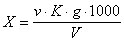 X = v · K · g · 1000 / V